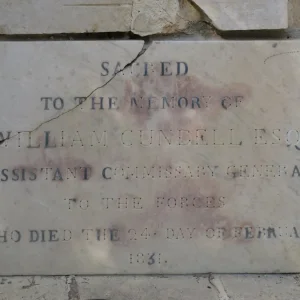 SACRED
TO THE MEMORY OF
WILLIAM CUNDELL ESQ
ASSISTANT COMMISSARY GENERAL
TO THE FORCES
WHO DIED THE 24 DAY OF FEBRUA